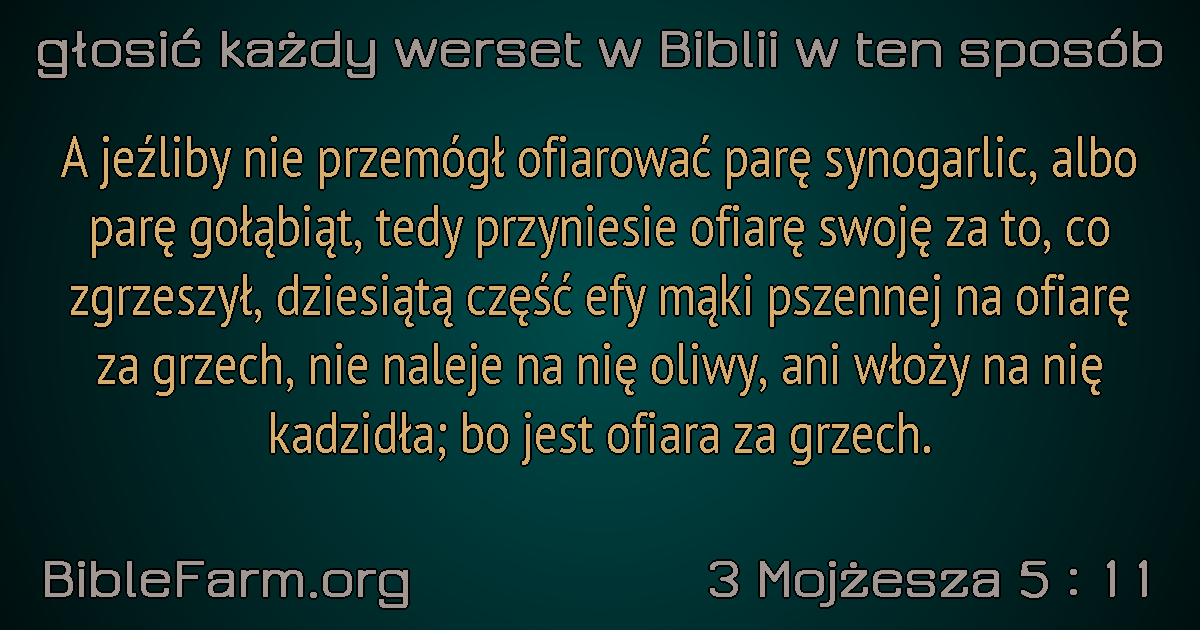 głosić każdy werset w Biblii w ten sposób
A jeźliby nie przemógł ofiarować parę synogarlic, albo
parę gołąbiąt, tedy przyniesie ofiarę swoję za to, co
zgrzeszył, dziesiątą część efy mąki pszennej na ofiarę
za grzech, nie naleje na nię oliwy, ani włoży na nię
kadzidła; bo jest ofiara za grzech.
BibleFarm.org
3 Mojżesza 5 : 11